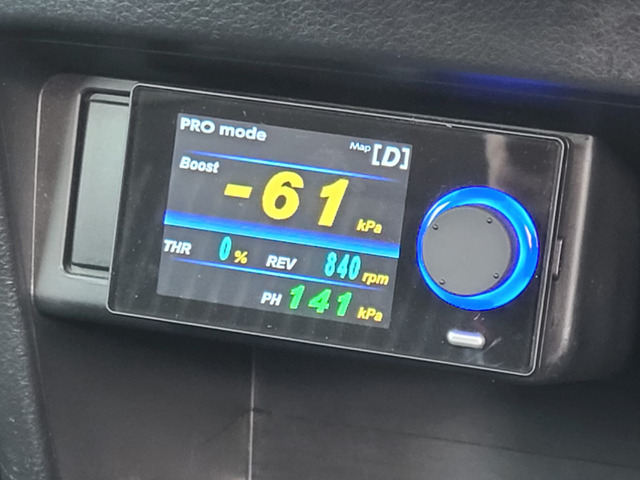 PRO mode
Map [D]
Boost
-61 kPa
THR 0 % REV 840 rpm
PH 141 kPa